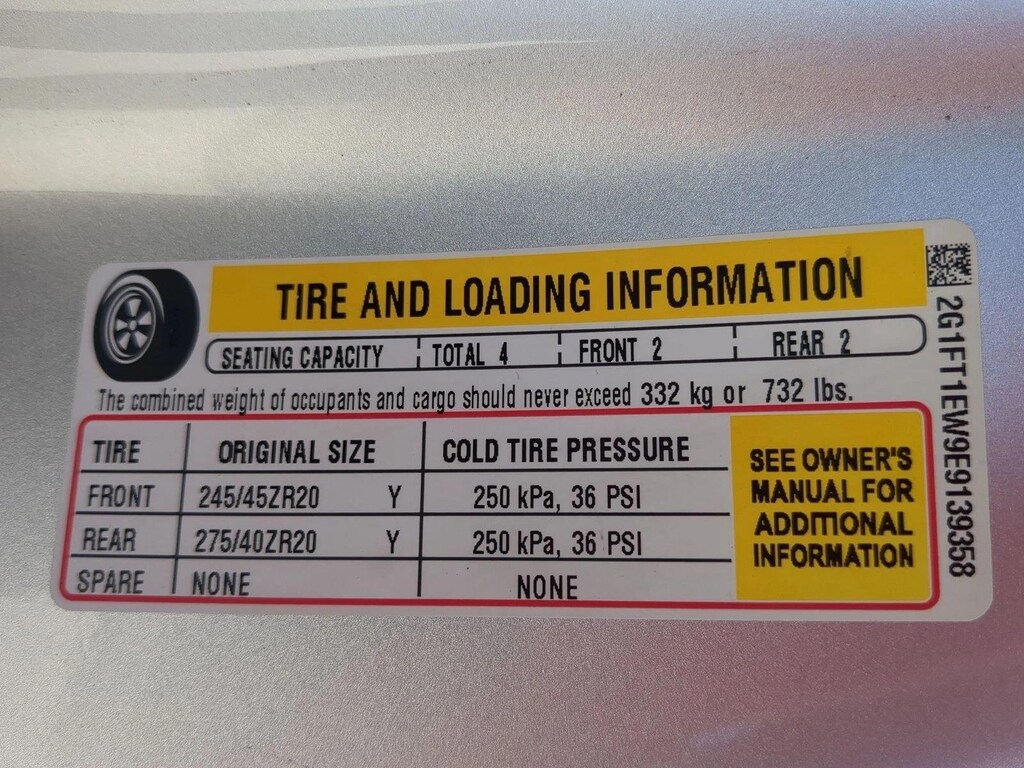 TIRE AND LOADING INFORMATION
SEATING CAPACITY TOTAL 4 FRONT 2 REAR 2
The combined weight of occupants and cargo should never exceed 332 kg or 732 lbs.
TIRE ORIGINAL SIZE COLD TIRE PRESSURE
FRONT 245/45ZR20 Y 250 kPa, 36 PSI
REAR 275/40ZR20 Y 250 kPa, 36 PSI
SPARE NONE NONE
SEE OWNER'S
MANUAL FOR
ADDITIONAL
INFORMATION
2G1FT1EW9E9139358